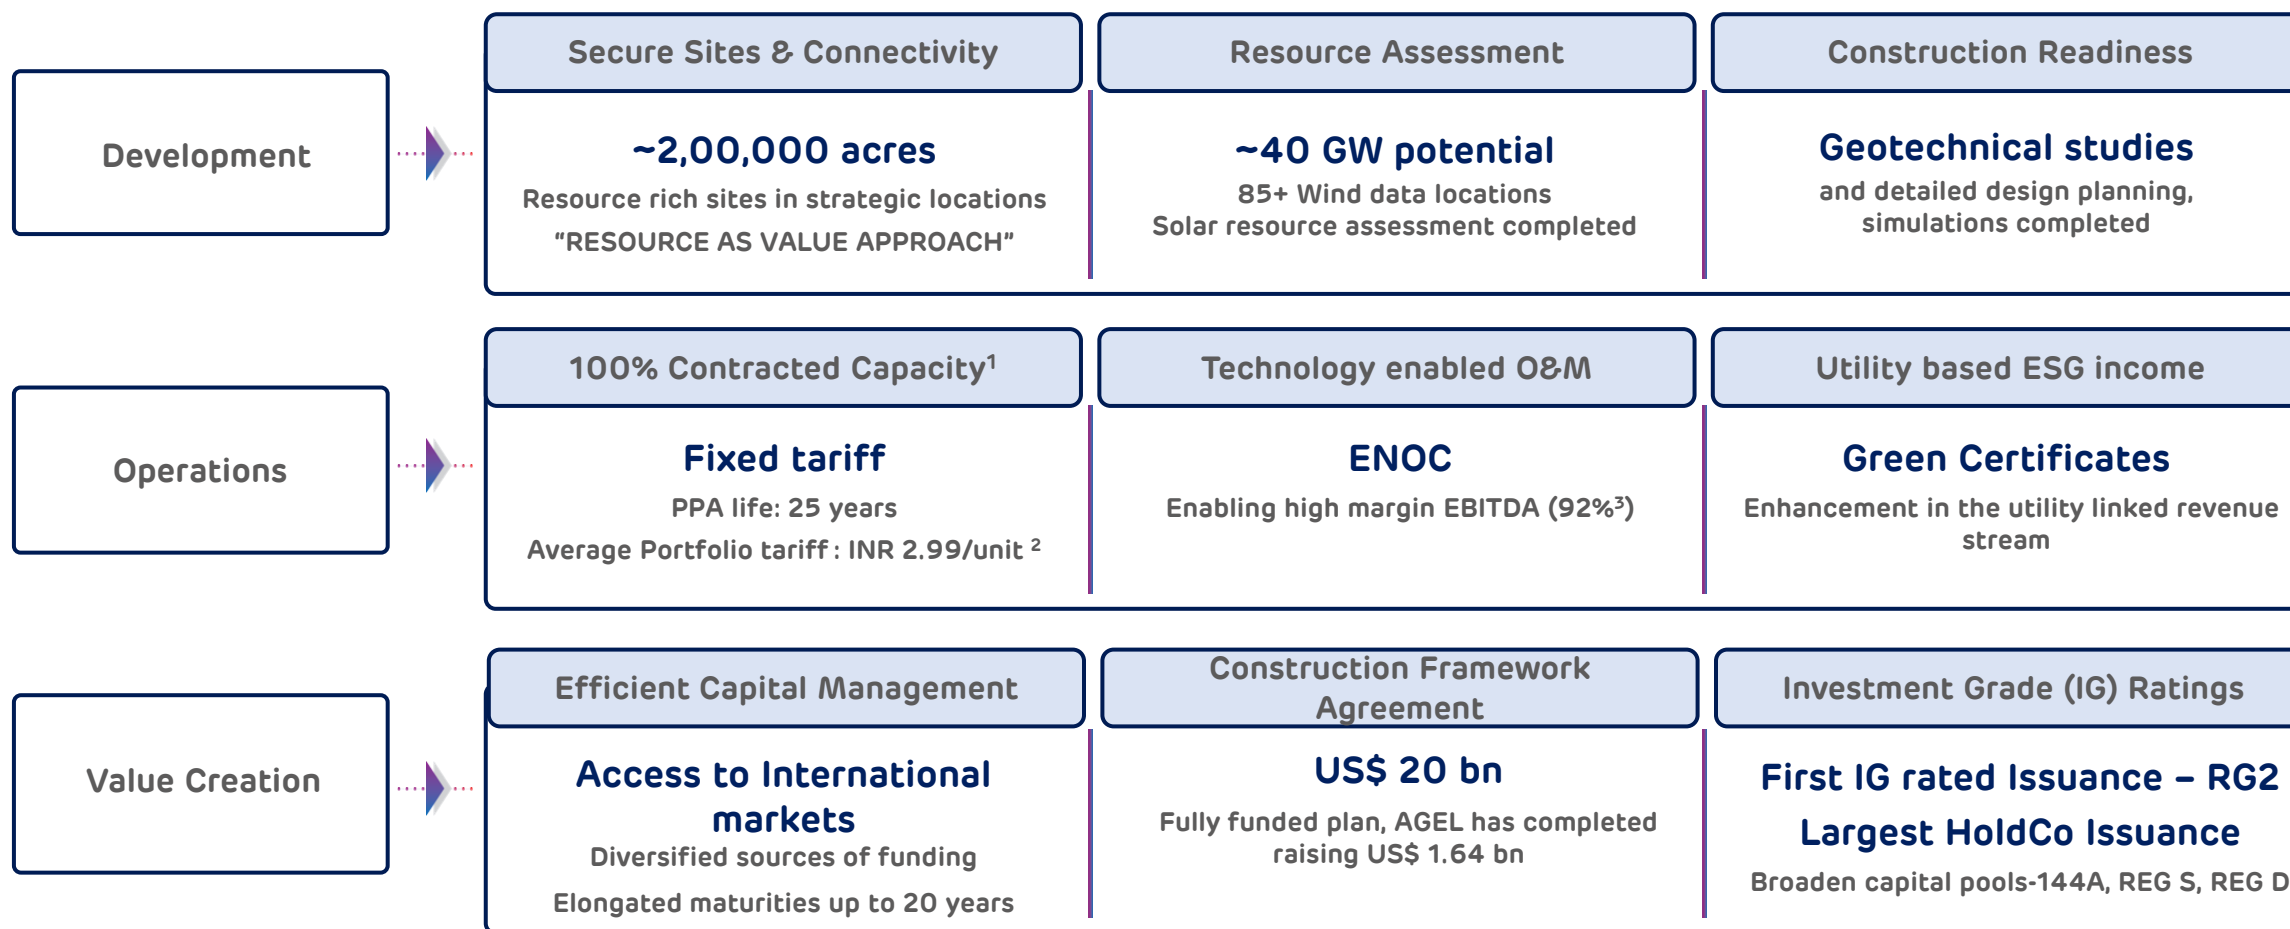 Development
Secure Sites & Connectivity
~2,00,000 acres
Resource rich sites in strategic locations
“RESOURCE AS VALUE APPROACH”
Resource Assessment
~40 GW potential
85+ Wind data locations
Solar resource assessment completed
Construction Readiness
Geotechnical studies
and detailed design planning,
simulations completed
Operations
100% Contracted Capacity¹
Fixed tariff
PPA life: 25 years
Average Portfolio tariff : INR 2.99/unit ²
Technology enabled O&M
ENOC
Enabling high margin EBITDA (92%³)
Utility based ESG income
Green Certificates
Enhancement in the utility linked revenue
stream
Value Creation
Efficient Capital Management
Access to International
markets
Diversified sources of funding
Elongated maturities up to 20 years
Construction Framework
Agreement
US$ 20 bn
Fully funded plan, AGEL has completed
raising US$ 1.64 bn
Investment Grade (IG) Ratings
First IG rated Issuance – RG2
Largest HoldCo Issuance
Broaden capital pools-144A, REG S, REG D